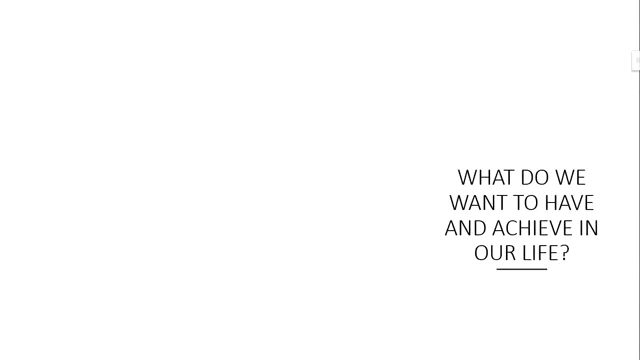 WHAT DO WE
WANT TO HAVE
AND ACHIEVE IN
OUR LIFE?